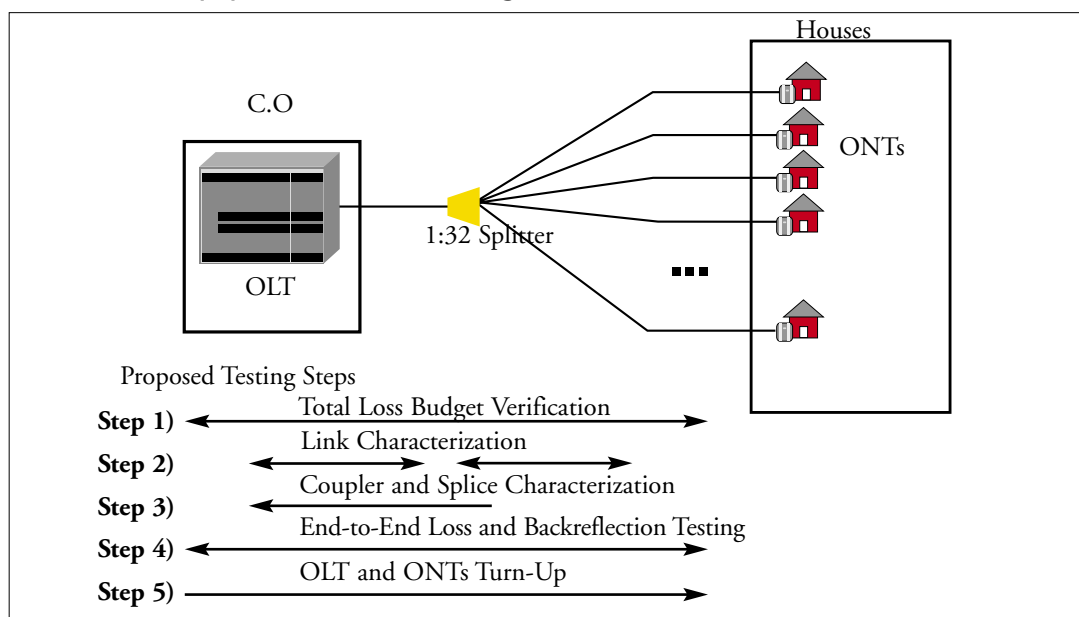 Houses
C.O
ONTs
1:32 Splitter
OLT
Proposed Testing Steps
Step 1) Total Loss Budget Verification
Step 2) Link Characterization
Step 3) Coupler and Splice Characterization
Step 4) End-to-End Loss and Backreflection Testing
Step 5) OLT and ONTs Turn-Up